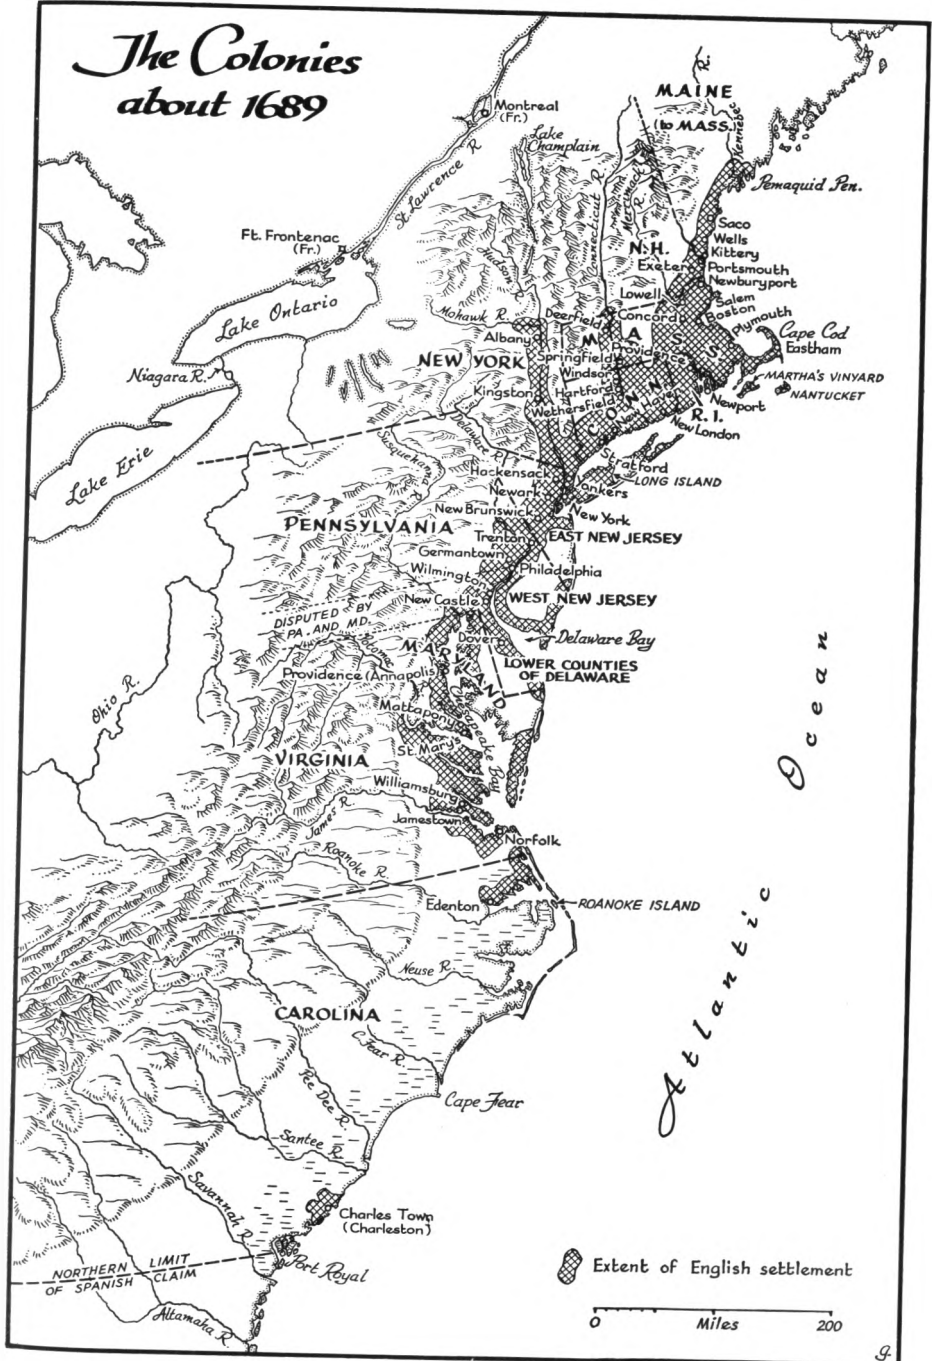 The Colonies
about 1689
Montreal
(Fr.)
Lake
Champlain
MAINE
(to MASS.)
Kennebec R.
Pemaquid Pen.
St Lawrence R
Ft. Frontenac
(Fr.)
Connecticut R.
Merrimack R.
Hudson R.
N.H.
Saco
Wells
Kittery
Exeter
Portsmouth
Newburyport
Lowell
Salem
Boston
Concord
Plymouth
Cape Cod
Eastham
Lake Ontario
Mohawk R.
Deerfield
Albany
MASS.
Providence
NEW YORK
Springfield
Windsor
MARTHA'S VINYARD
NANTUCKET
Niagara R.
Kingston
Hartford
Wethersfield
CONN.
New Haven
Newport
R.I.
New London
Lake Erie
Susquehanna R.
Delaware R.
Stratford
LONG ISLAND
Hackensack
Newark
Yonkers
New Brunswick
New York
PENNSYLVANIA
Trenton
EAST NEW JERSEY
Germantown
Wilmington
Philadelphia
New Castle
WEST NEW JERSEY
DISPUTED BY
PA. AND MD.
Dover
Delaware Bay
MARYLAND
LOWER COUNTIES
OF DELAWARE
Providence (Annapolis)
Ohio R.
Mattapony
Chesapeake Bay
St. Mary's
VIRGINIA
Williamsburg
Jamestown
James R.
Norfolk
Roanoke R.
Edenton
ROANOKE ISLAND
Neuse R.
CAROLINA
C. Fear R.
Cape Fear
Pee Dee R.
Santee R.
Savannah R.
Charles Town
(Charleston)
Port Royal
NORTHERN LIMIT
OF SPANISH CLAIM
Altamaha R.
Atlantic Ocean
Extent of English settlement
0 Miles 200
g.